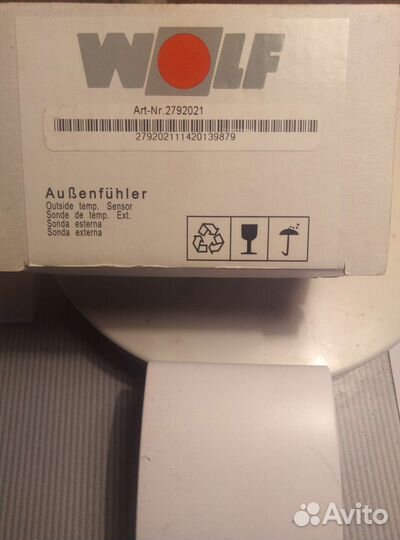 WOLF
Art-Nr.2792021
279202111420139879
Außenfühler
Outside temp. Sensor
Sonde de temp. Ext.
Sonda esterna
Sonda externa
Avito